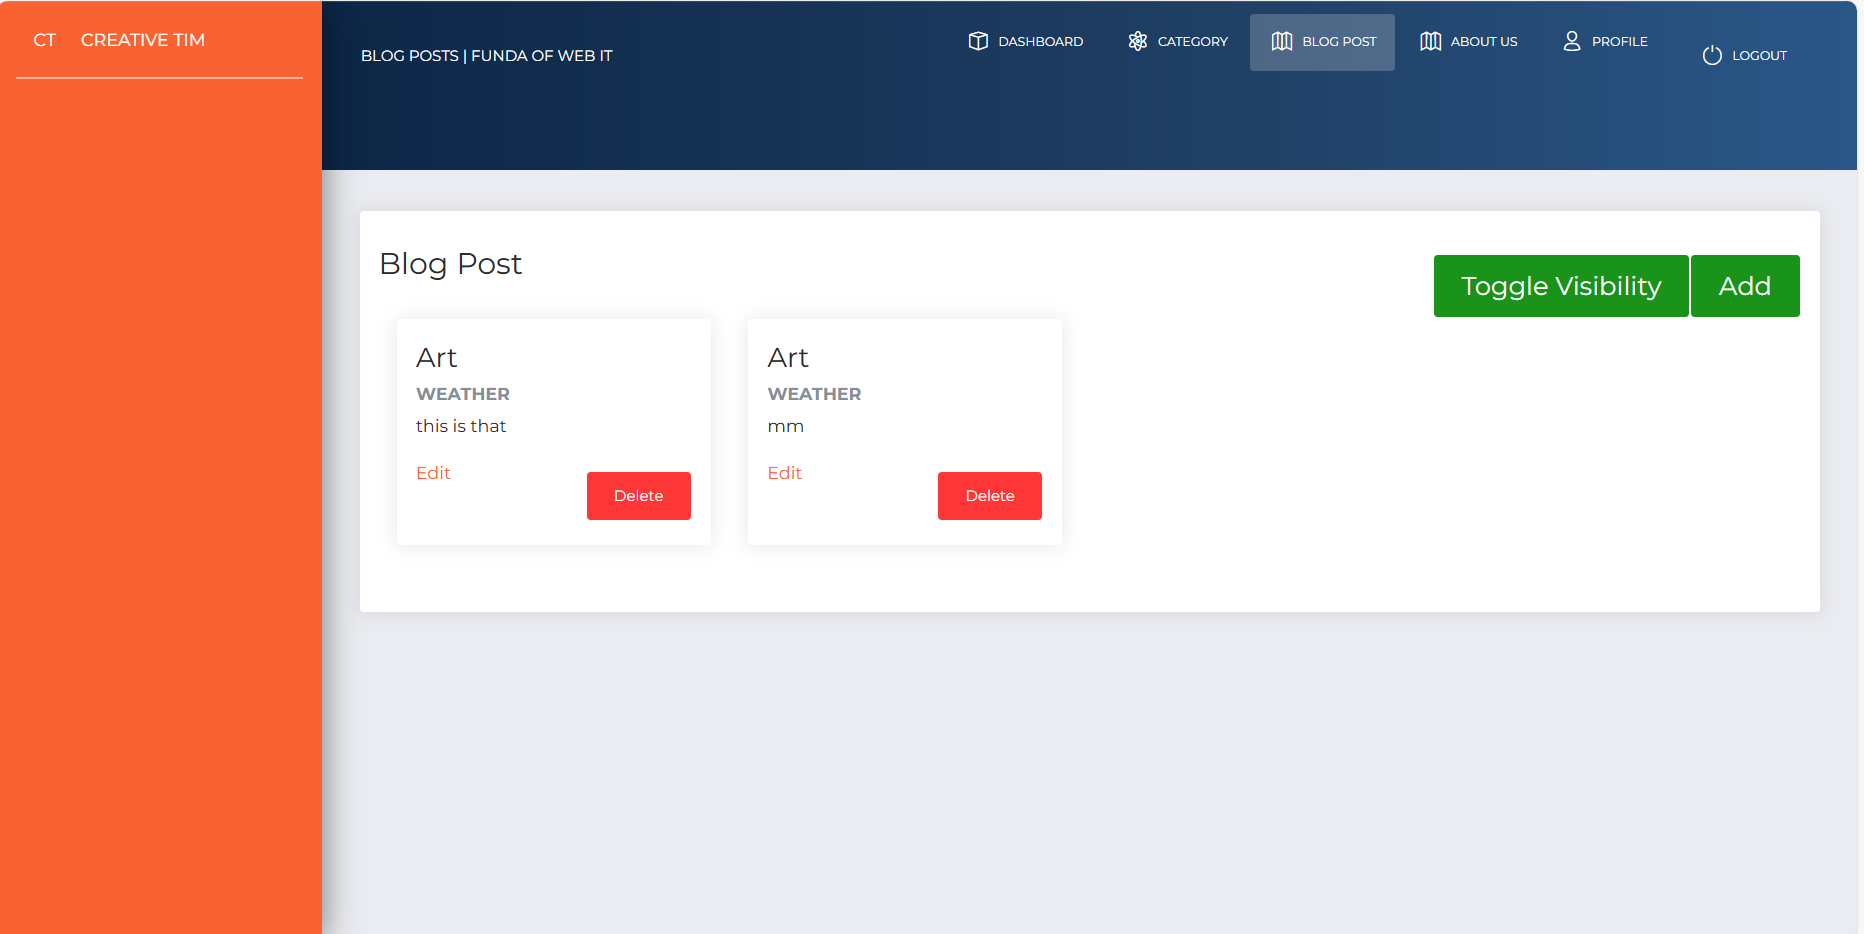 CT CREATIVE TIM
BLOG POSTS | FUNDA OF WEB IT
DASHBOARD
CATEGORY
BLOG POST
ABOUT US
PROFILE
LOGOUT
Blog Post
Toggle Visibility
Add
Art
WEATHER
this is that
Edit
Delete
Art
WEATHER
mm
Edit
Delete